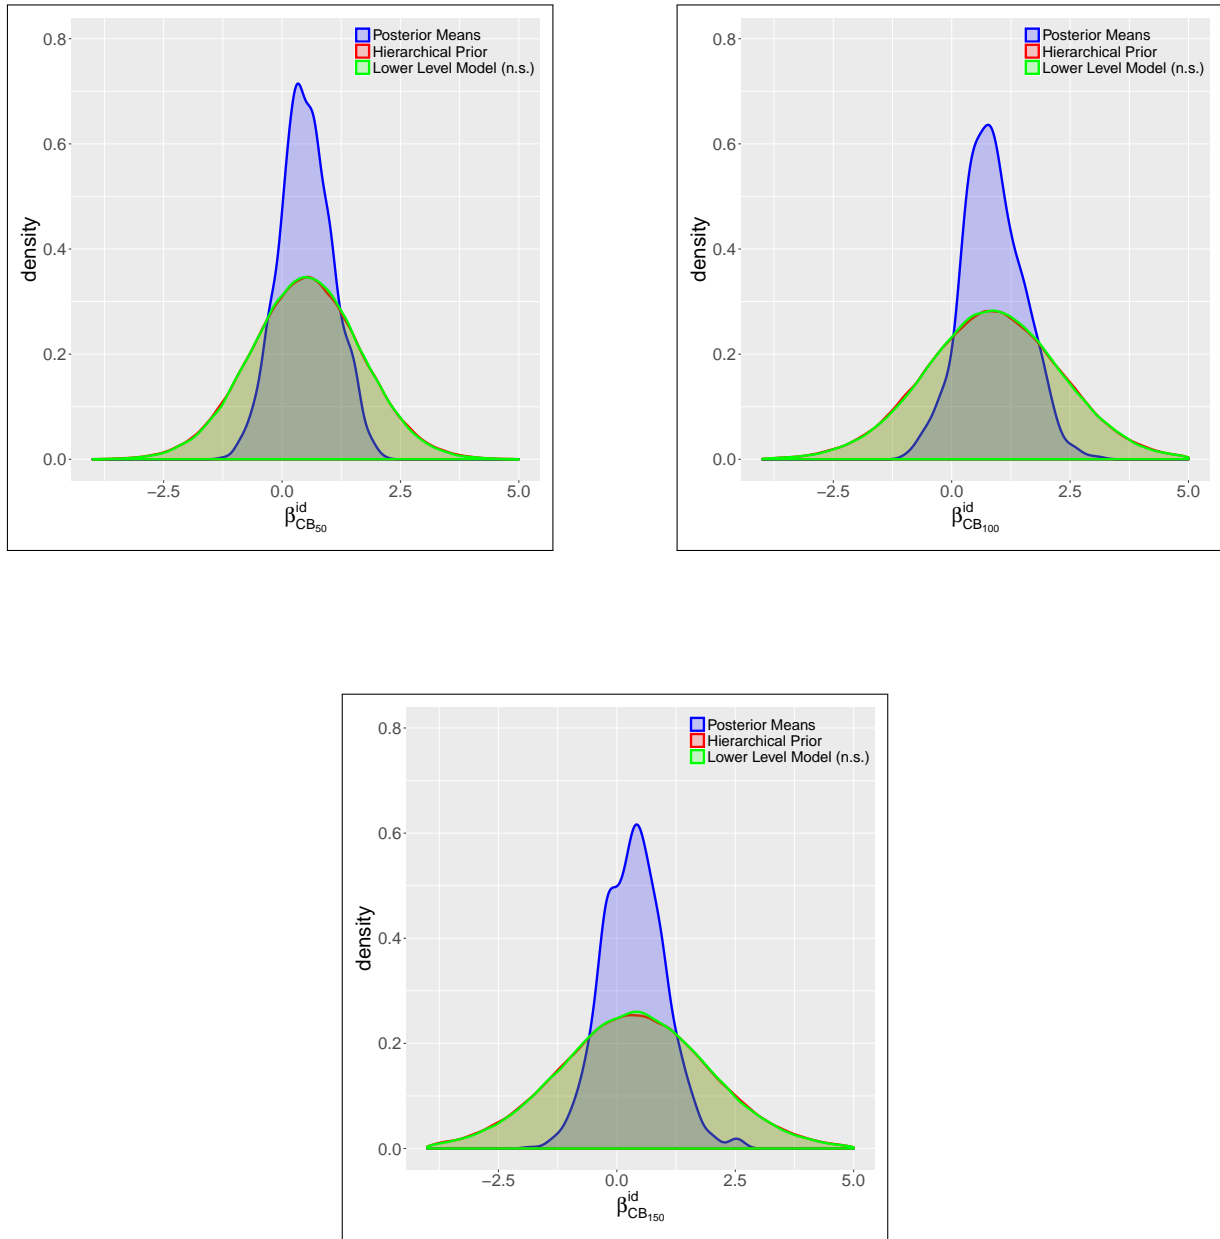 0.8
0.6
0.4
0.2
0.0
density
Posterior Means
Hierarchical Prior
Lower Level Model (n.s.)
−2.5 0.0 2.5 5.0
β^id_CB50
0.8
0.6
0.4
0.2
0.0
density
Posterior Means
Hierarchical Prior
Lower Level Model (n.s.)
−2.5 0.0 2.5 5.0
β^id_CB100
0.8
0.6
0.4
0.2
0.0
density
Posterior Means
Hierarchical Prior
Lower Level Model (n.s.)
−2.5 0.0 2.5 5.0
β^id_CB150